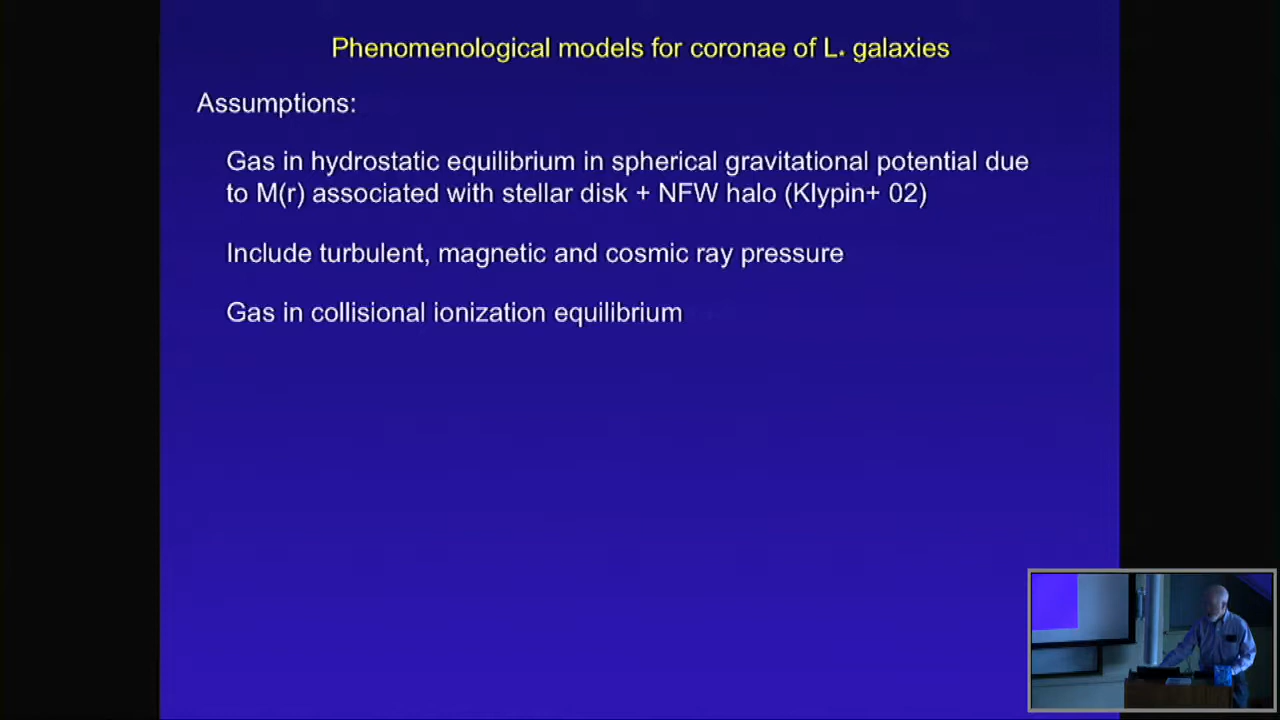 Phenomenological models for coronae of L* galaxies
Assumptions:
Gas in hydrostatic equilibrium in spherical gravitational potential due
to M(r) associated with stellar disk + NFW halo (Klypin+ 02)
Include turbulent, magnetic and cosmic ray pressure
Gas in collisional ionization equilibrium